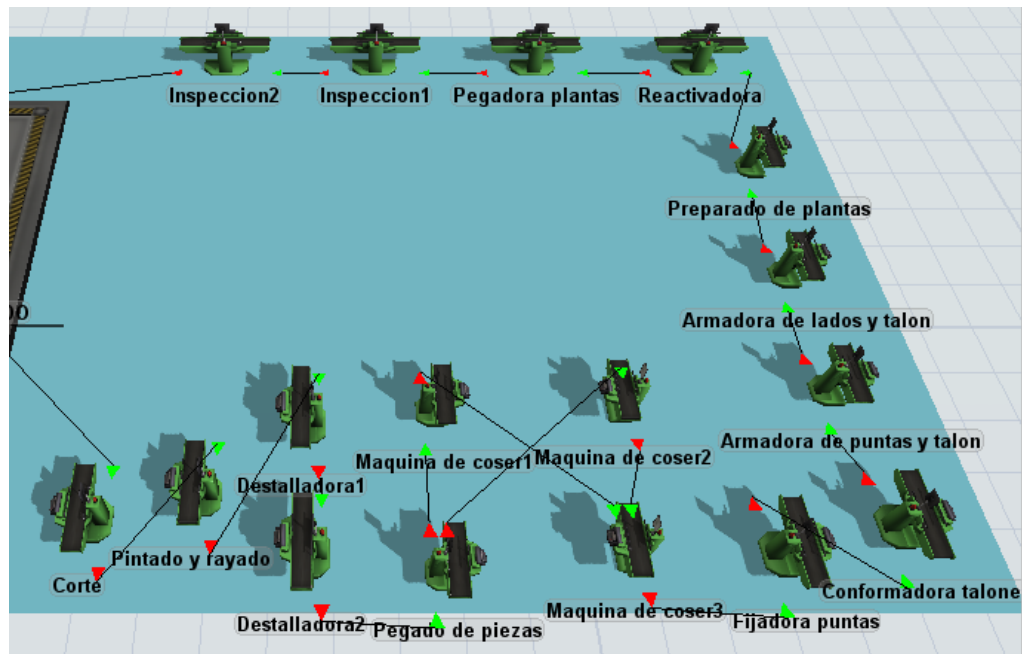 Inspeccion2
Inspeccion1
Pegadora plantas
Reactivadora
Preparado de plantas
Armadora de lados y talon
Armadora de puntas y talon
Maquina de coser1
Maquina de coser2
Destalladora1
Pintado y rayado
Corte
Conformadora talone
Maquina de coser3
Fijadora puntas
Destalladora2
Pegado de piezas